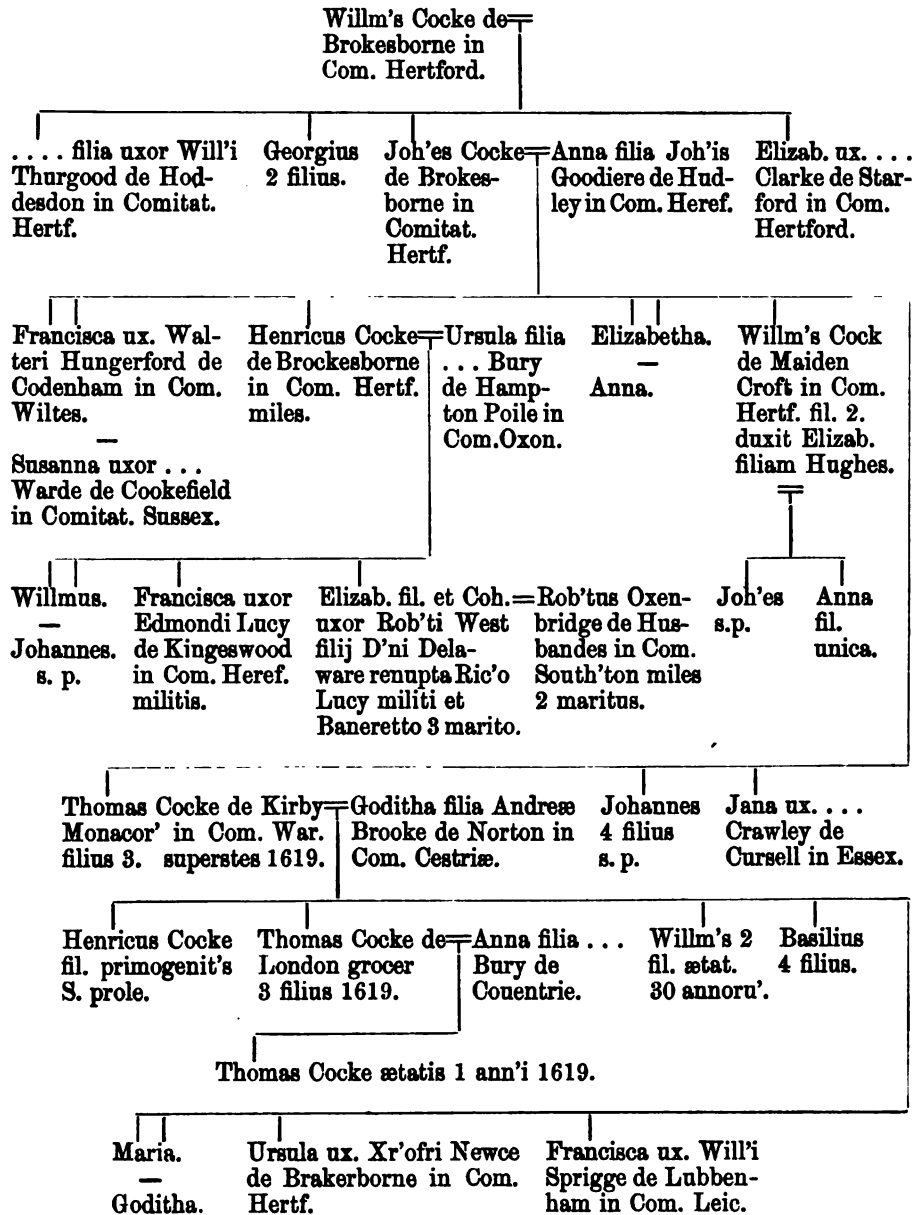 Willm's Cocke de
Brokesborne in
Com. Hertford.
.... filia uxor Will'i
Thurgood de Hod-
desdon in Comitat.
Hertf.
Georgius
2 filius.
Joh'es Cocke
de Brokes-
borne in
Comitat.
Hertf.
Anna filia Joh'is
Goodiere de Hud-
ley in Com. Heref.
Elizab. ux. ....
Clarke de Star-
ford in Com.
Hertford.
Francisca ux. Wal-
teri Hungerford de
Codenham in Com.
Wiltes.
—
Susanna uxor ...
Warde de Cookefield
in Comitat. Sussex.
Henricus Cocke
de Brockesborne
in Com. Hertf.
miles.
Ursula filia
... Bury
de Hamp-
ton Poile in
Com. Oxon.
Elizabetha.
—
Anna.
Willm's Cock
de Maiden
Croft in Com.
Hertf. fil. 2.
duxit Elizab.
filiam Hughes.
Willmus.
—
Johannes.
s. p.
Francisca uxor
Edmondi Lucy
de Kingeswood
in Com. Heref.
militis.
Elizab. fil. et Coh.
uxor Rob'ti West
filij D'ni Dela-
ware renupta Ric'o
Lucy militi et
Baneretto 3 marito.
Rob'tus Oxen-
bridge de Hus-
bandes in Com.
South'ton miles
2 maritus.
Joh'es
s.p.
Anna
fil.
unica.
Thomas Cocke de Kirby
Monacor' in Com. War.
filius 3. superstes 1619.
Goditha filia Andreæ
Brooke de Norton in
Com. Cestriæ.
Johannes
4 filius
s. p.
Jana ux. ....
Crawley de
Cursell in Essex.
Henricus Cocke
fil. primogenit's
S. prole.
Thomas Cocke de
London grocer
3 filius 1619.
Anna filia ...
Bury de
Couentrie.
Willm's 2
fil. ætat.
30 annoru'.
Basilius
4 filius.
Thomas Cocke ætatis 1 ann'i 1619.
Maria.
—
Goditha.
Ursula ux. Xr'ofri Newce
de Brakerborne in Com.
Hertf.
Francisca ux. Will'i
Sprigge de Lubben-
ham in Com. Leic.